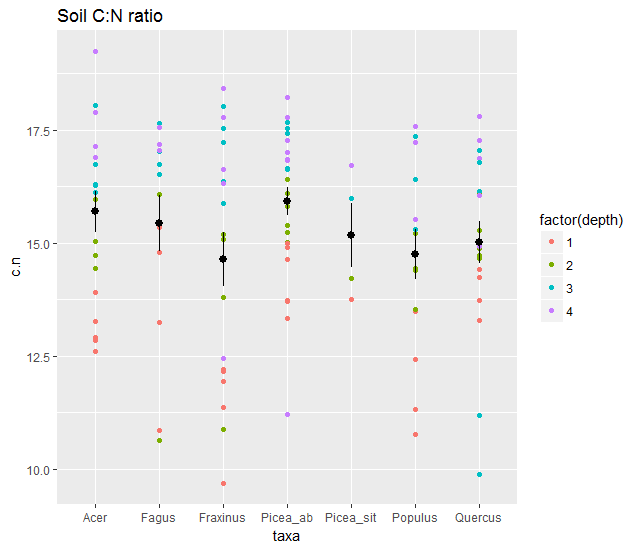 Soil C:N ratio
17.5
15.0
12.5
10.0
c.n
Acer Fagus Fraxinus Picea_ab Picea_sit Populus Quercus
taxa
factor(depth)
1
2
3
4